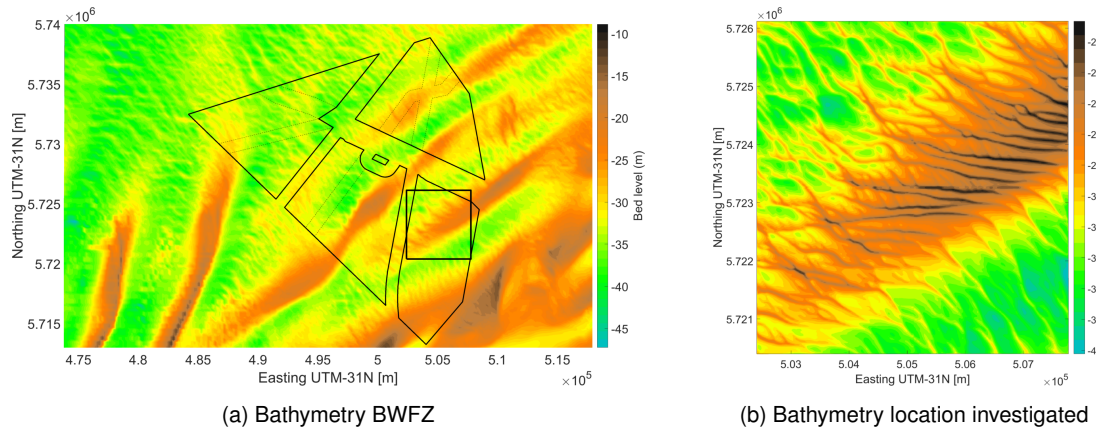 ×10⁶
5.74
5.735
5.73
5.725
5.72
5.715
Northing UTM-31N [m]
4.75 4.8 4.85 4.9 4.95 5 5.05 5.1 5.15
Easting UTM-31N [m]
×10⁵
-10
-15
-20
-25
-30
-35
-40
-45
Bed level (m)
(a) Bathymetry BWFZ
×10⁶
5.726
5.725
5.724
5.723
5.722
5.721
Northing UTM-31N [m]
5.03 5.04 5.05 5.06 5.07
Easting UTM-31N [m]
×10⁵
(b) Bathymetry location investigated